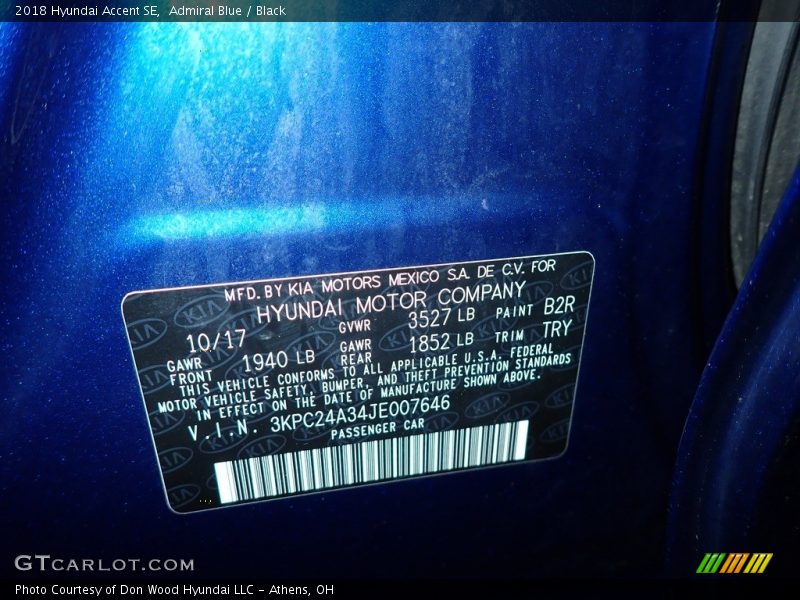 2018 Hyundai Accent SE,  Admiral Blue / Black
MFD. BY KIA MOTORS MEXICO S.A. DE C.V. FOR
HYUNDAI MOTOR COMPANY
10/17 GVWR 3527 LB PAINT B2R
GAWR FRONT 1940 LB GAWR REAR 1852 LB TRIM TRY
THIS VEHICLE CONFORMS TO ALL APPLICABLE U.S.A. FEDERAL
MOTOR VEHICLE SAFETY, BUMPER, AND THEFT PREVENTION STANDARDS
IN EFFECT ON THE DATE OF MANUFACTURE SHOWN ABOVE.
V.I.N. 3KPC24A34JE007646
PASSENGER CAR
GTCARLOT.COM
Photo Courtesy of Don Wood Hyundai LLC - Athens, OH